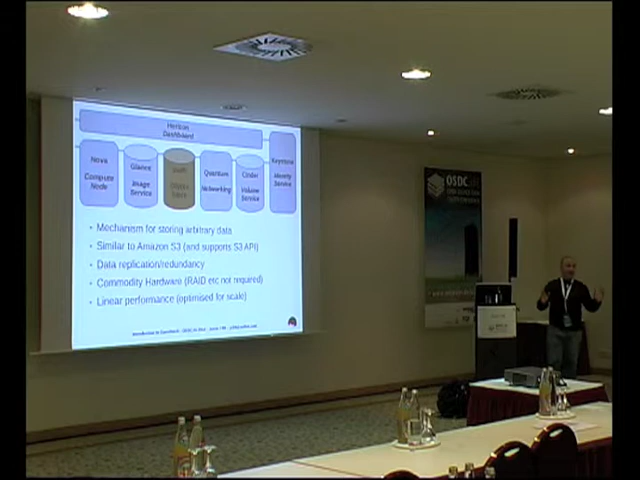 Horizon
Dashboard
Nova
Compute
Node
Glance
Image
Service
Swift
Object
Store
Quantum
Networking
Cinder
Volume
Service
Keystone
Identity
Service
• Mechanism for storing arbitrary data
• Similar to Amazon S3 (and supports S3 API)
• Data replication/redundancy
• Commodity Hardware (RAID etc not required)
• Linear performance (optimised for scale)
OSDC